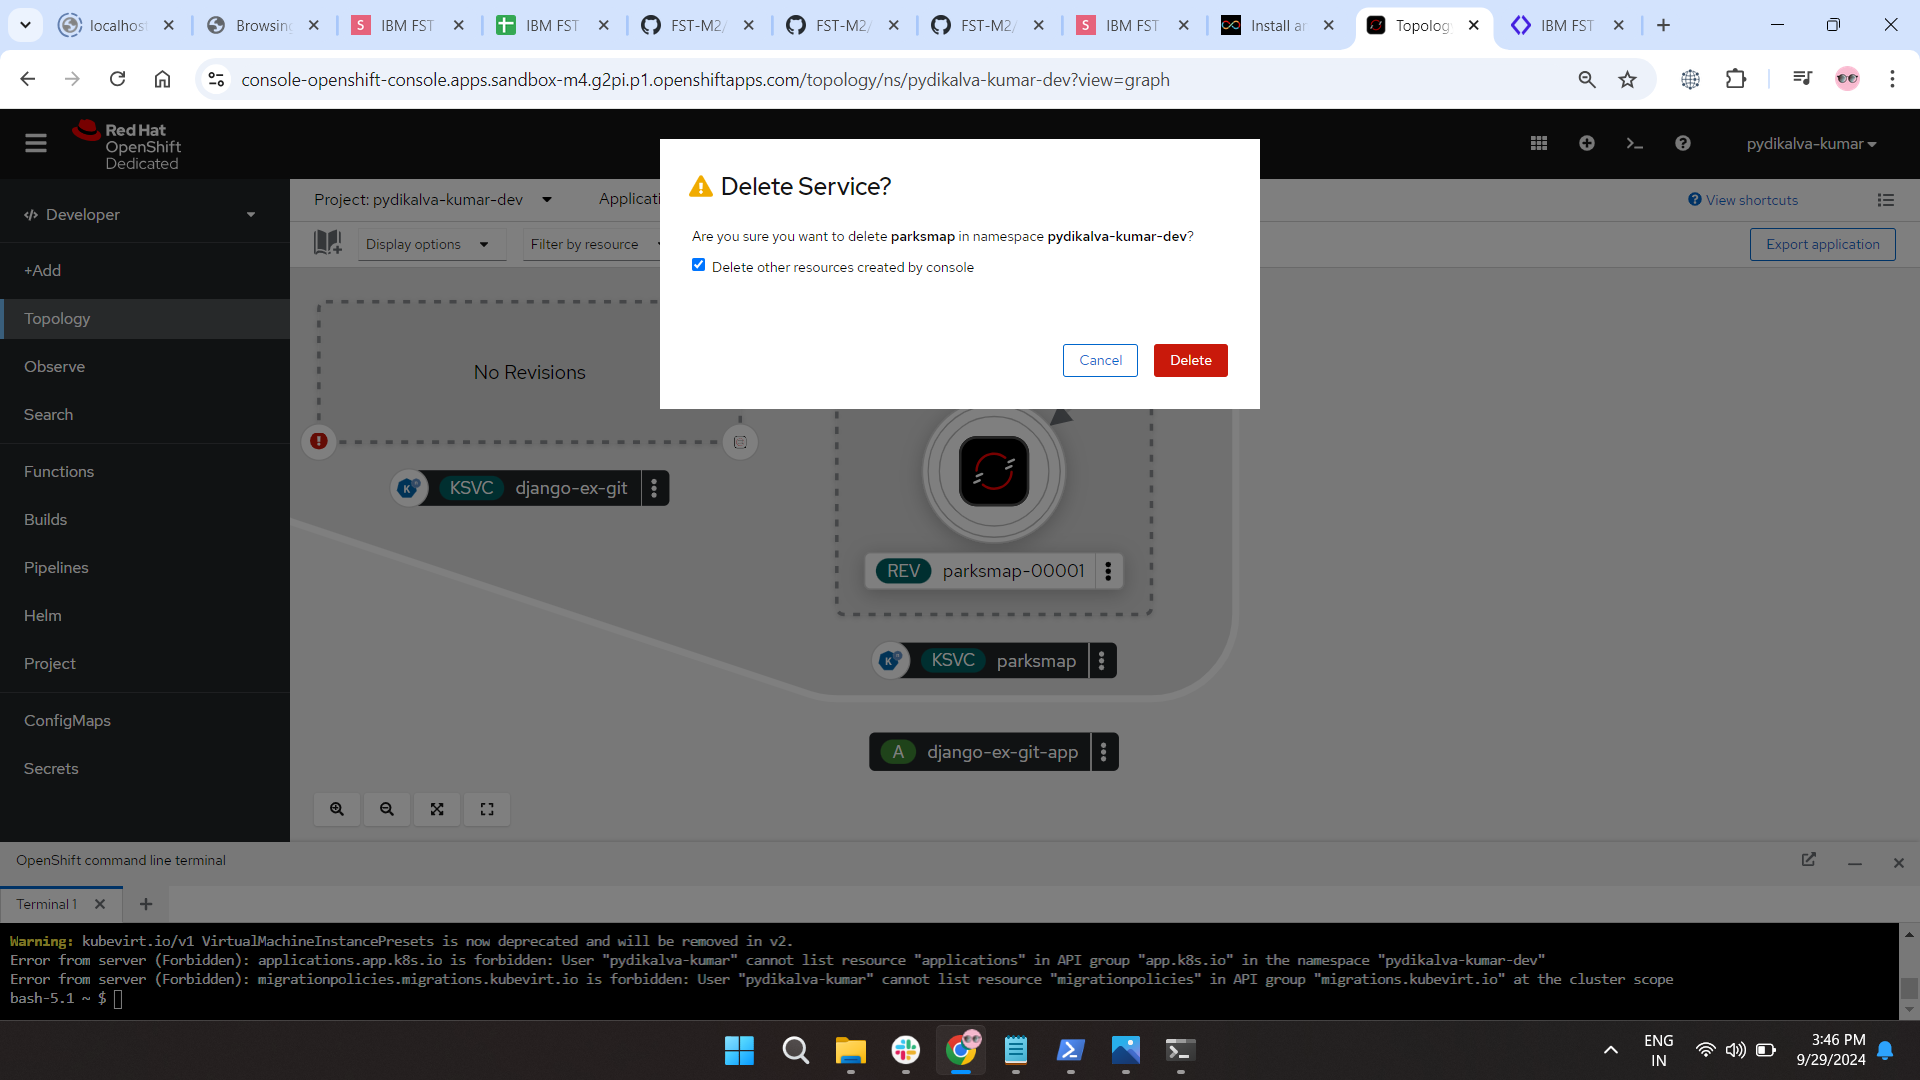 localhost
Browsing
S IBM FST
IBM FST
FST-M2/
FST-M2/
FST-M2/
S IBM FST
Install an
Topology
IBM FST
console-openshift-console.apps.sandbox-m4.g2pi.p1.openshiftapps.com/topology/ns/pydikalva-kumar-dev?view=graph
Red Hat
OpenShift
Dedicated
pydikalva-kumar
Developer
+Add
Topology
Observe
Search
Functions
Builds
Pipelines
Helm
Project
ConfigMaps
Secrets
Project: pydikalva-kumar-dev
Applicati
View shortcuts
Display options
Filter by resource
Export application
Delete Service?
Are you sure you want to delete parksmap in namespace pydikalva-kumar-dev?
Delete other resources created by console
Cancel
Delete
No Revisions
KSVC django-ex-git
REV parksmap-00001
KSVC parksmap
A django-ex-git-app
OpenShift command line terminal
Terminal 1
Warning: kubevirt.io/v1 VirtualMachineInstancePresets is now deprecated and will be removed in v2.
Error from server (Forbidden): applications.app.k8s.io is forbidden: User "pydikalva-kumar" cannot list resource "applications" in API group "app.k8s.io" in the namespace "pydikalva-kumar-dev"
Error from server (Forbidden): migrationpolicies.migrations.kubevirt.io is forbidden: User "pydikalva-kumar" cannot list resource "migrationpolicies" in API group "migrations.kubevirt.io" at the cluster scope
bash-5.1 ~ $
ENG
IN
3:46 PM
9/29/2024